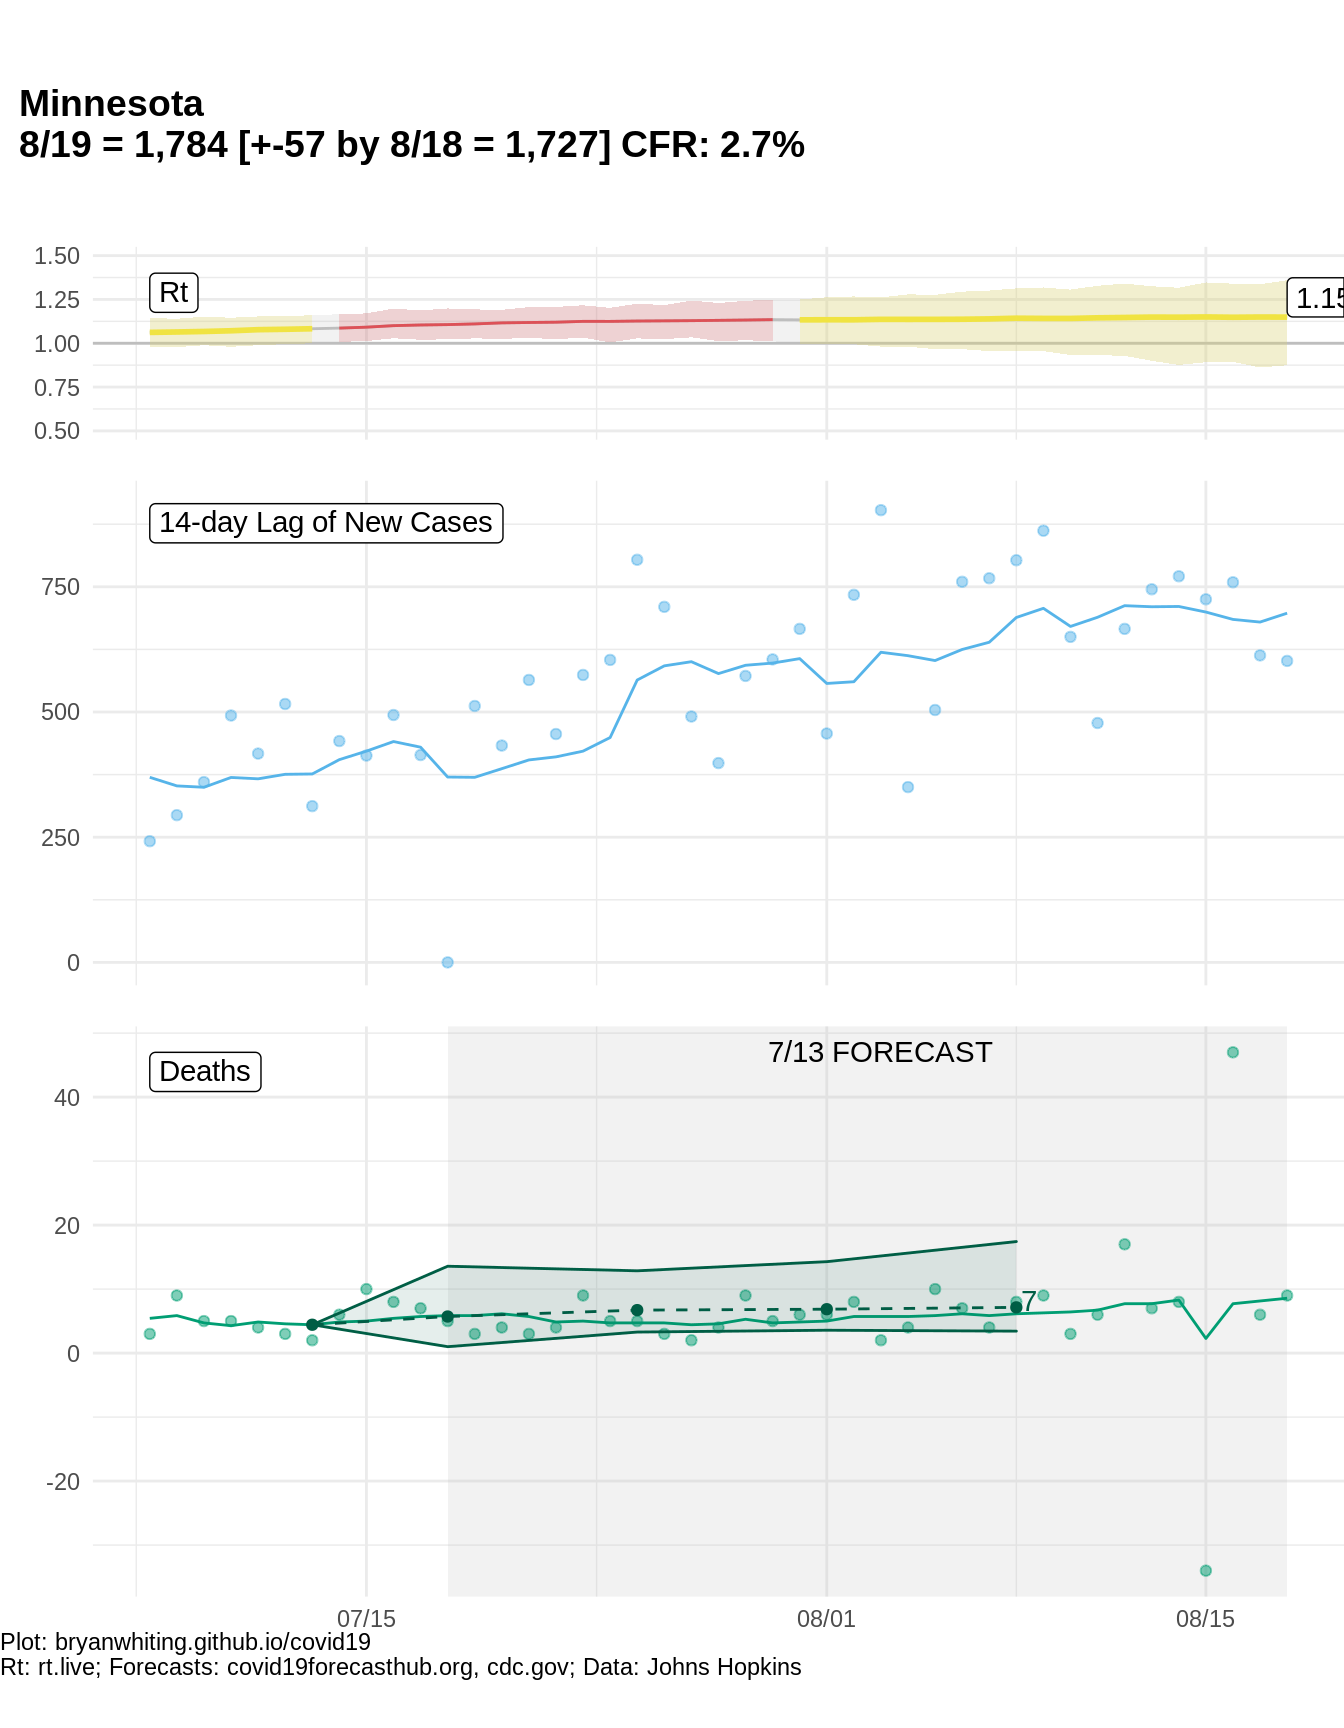 Minnesota
8/19 = 1,784 [+-57 by 8/18 = 1,727] CFR: 2.7%
1.50
1.25
1.00
0.75
0.50
Rt
1.15
14-day Lag of New Cases
750
500
250
0
Deaths
7/13 FORECAST
7
40
20
0
-20
07/15
08/01
08/15
Plot: bryanwhiting.github.io/covid19
Rt: rt.live; Forecasts: covid19forecasthub.org, cdc.gov; Data: Johns Hopkins